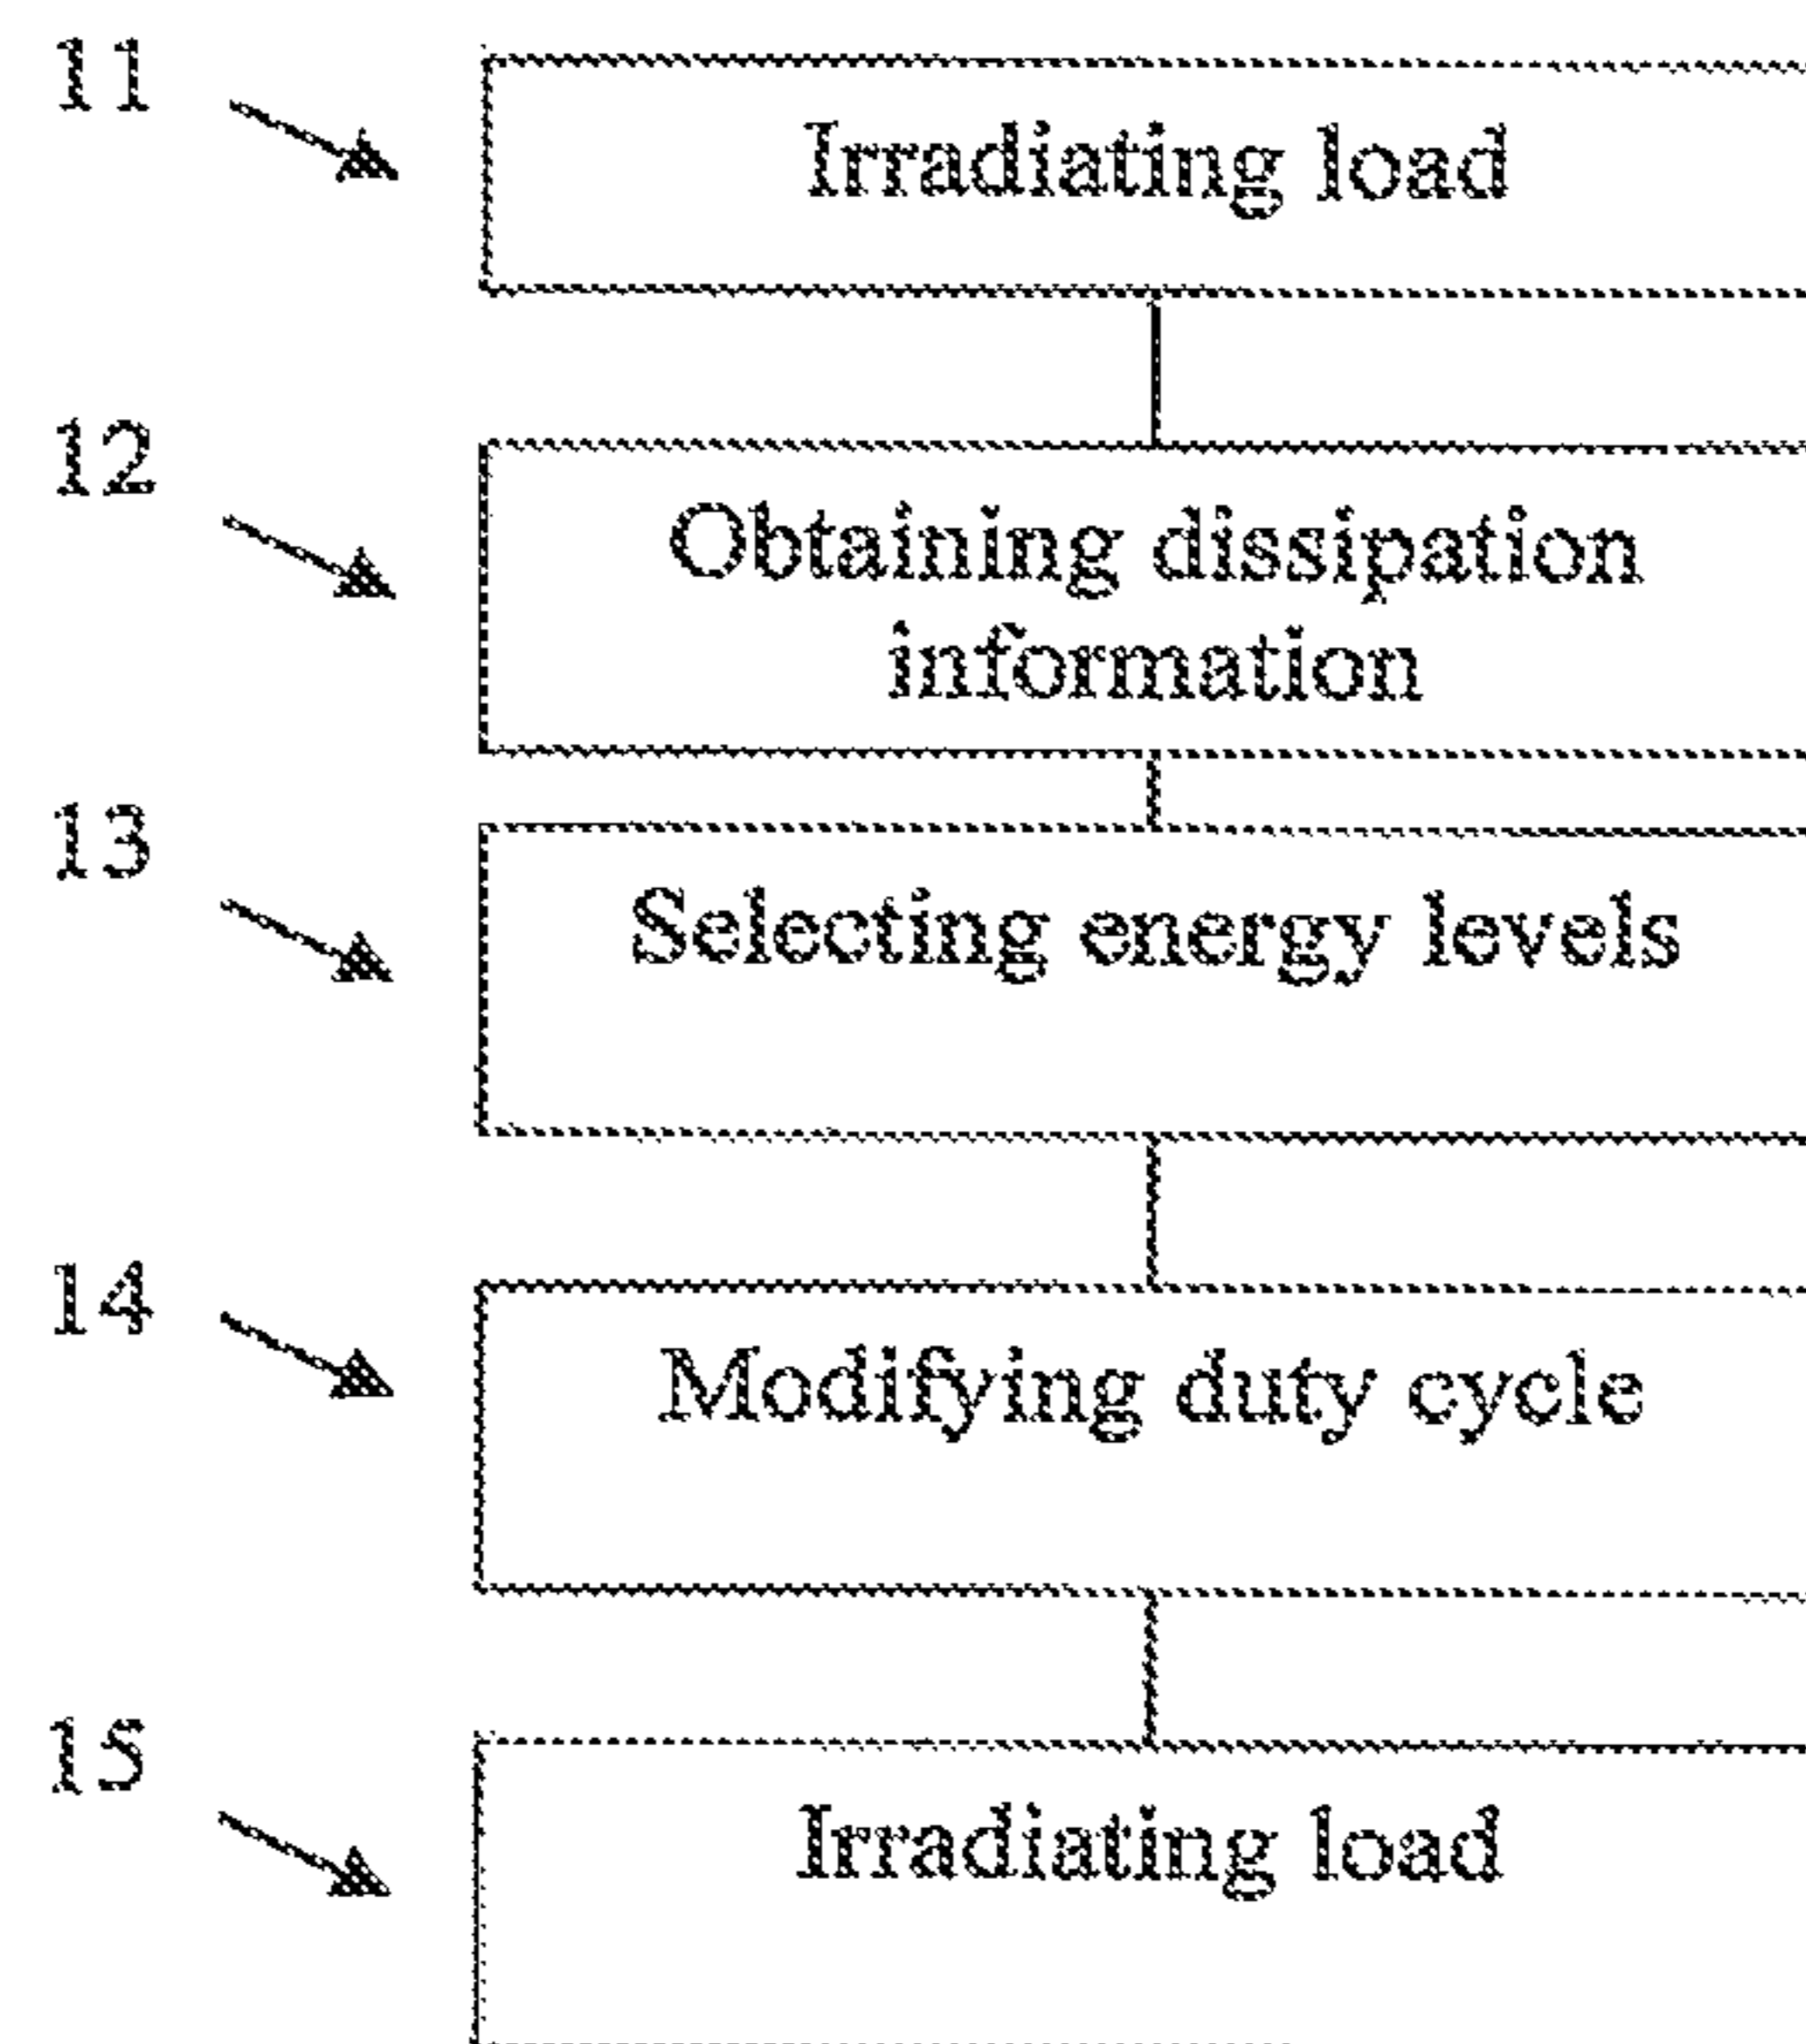 11
Irradiating load
12
Obtaining dissipation
information
13
Selecting energy levels
14
Modifying duty cycle
15
Irradiating load